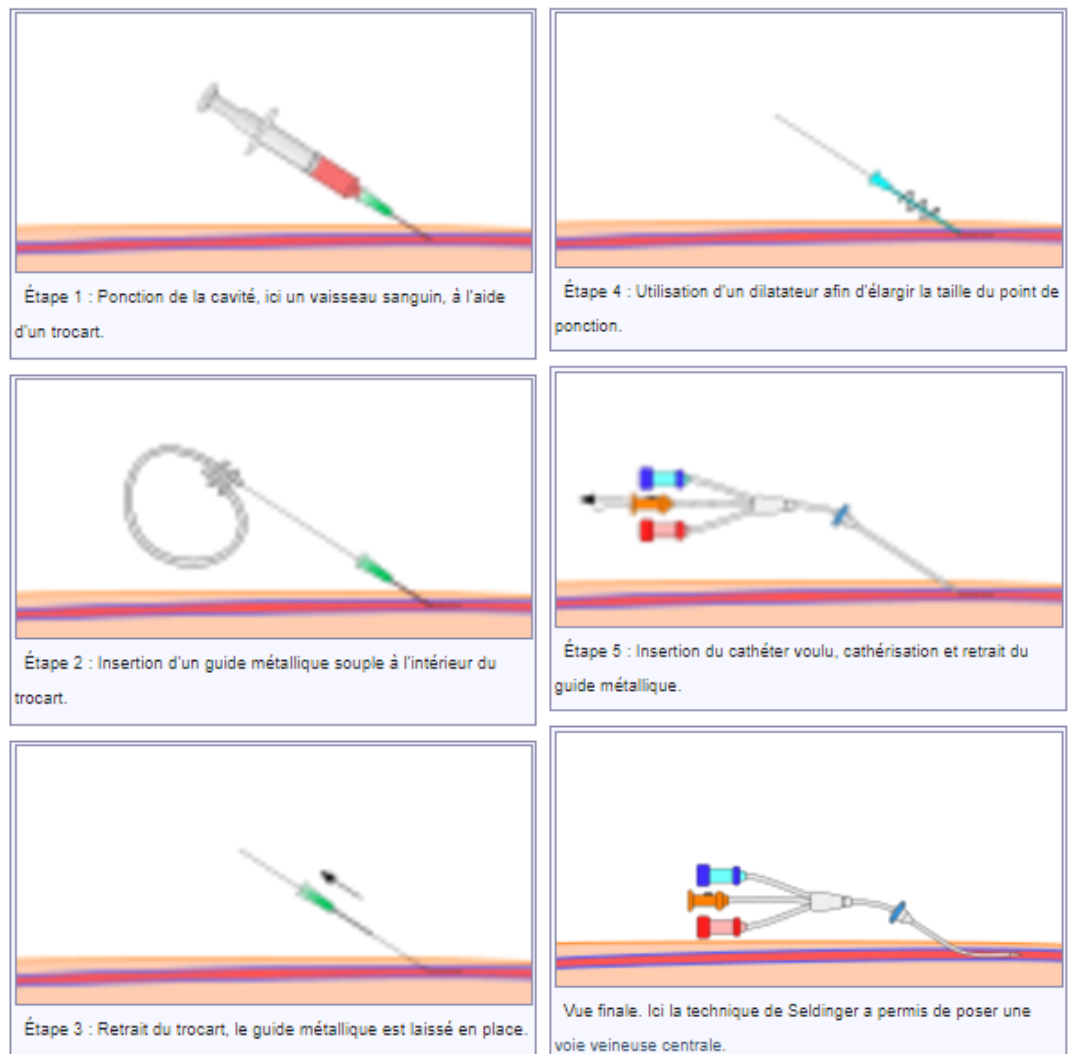 Étape 1 : Ponction de la cavité, ici un vaisseau sanguin, à l'aide
d'un trocart.
Étape 2 : Insertion d'un guide métallique souple à l'intérieur du
trocart.
Étape 3 : Retrait du trocart, le guide métallique est laissé en place.
Étape 4 : Utilisation d'un dilatateur afin d'élargir la taille du point de
ponction.
Étape 5 : Insertion du cathéter voulu, cathérisation et retrait du
guide métallique.
Vue finale. Ici la technique de Seldinger a permis de poser une
voie veineuse centrale.